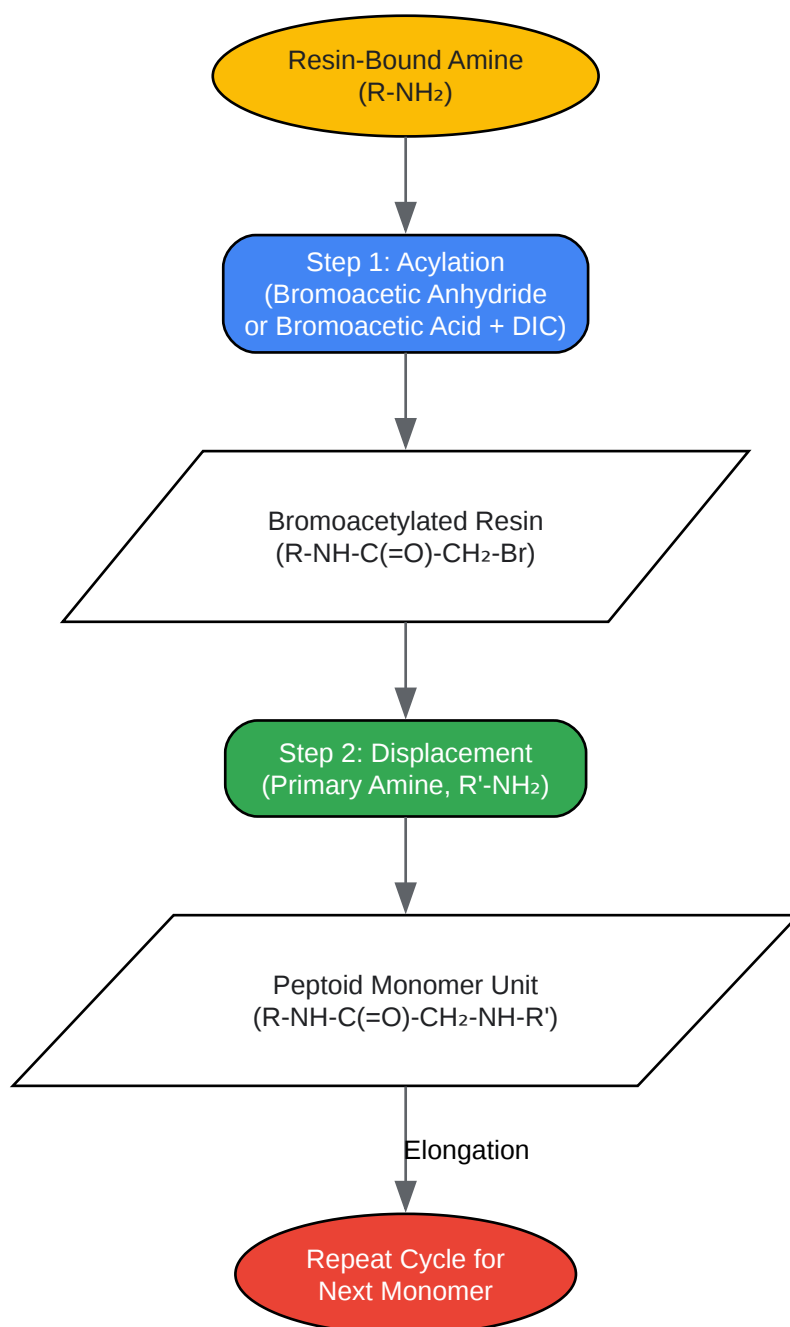 Resin-Bound Amine
(R-NH₂)
Step 1: Acylation
(Bromoacetic Anhydride
or Bromoacetic Acid + DIC)
Bromoacetylated Resin
(R-NH-C(=O)-CH₂-Br)
Step 2: Displacement
(Primary Amine, R'-NH₂)
Peptoid Monomer Unit
(R-NH-C(=O)-CH₂-NH-R')
Elongation
Repeat Cycle for
Next Monomer